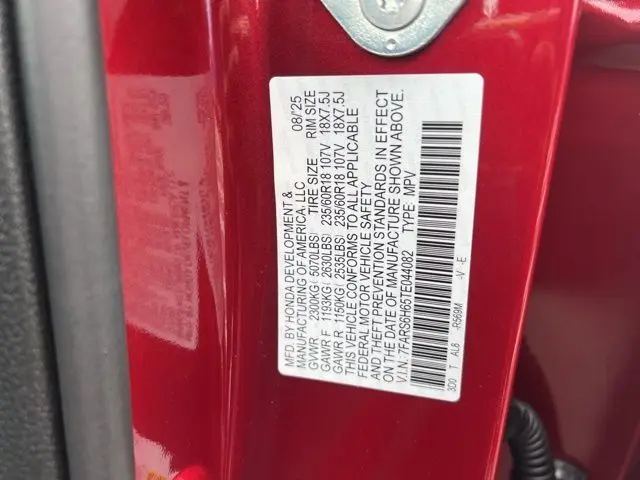 MFD. BY HONDA DEVELOPMENT & 08/25
MANUFACTURING OF AMERICA, LLC
TIRE SIZE RIM SIZE
GVWR 2300KG (5070LBS)
GAWR F 1193KG (2630LBS) 235/60R18 107V 18X7.5J
GAWR R 1150KG (2535LBS) 235/60R18 107V 18X7.5J
THIS VEHICLE CONFORMS TO ALL APPLICABLE
FEDERAL MOTOR VEHICLE SAFETY
AND THEFT PREVENTION STANDARDS IN EFFECT
ON THE DATE OF MANUFACTURE SHOWN ABOVE.
V.I.N: 7FARS6H65TE044082 TYPE: MPV
3D0 T AL8 -R569M -V -E